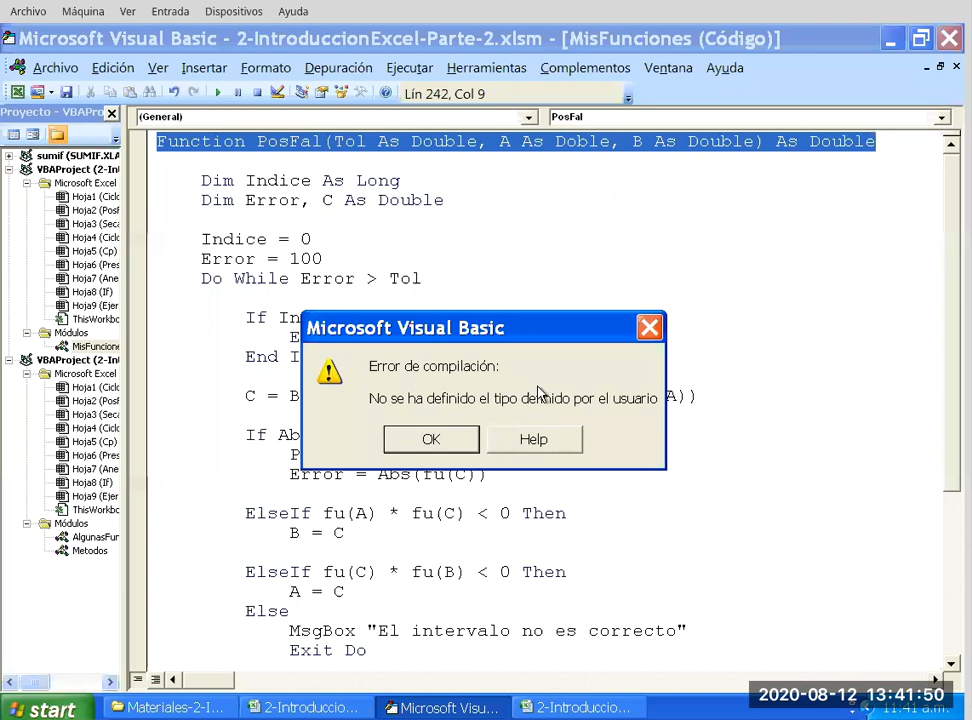 Archivo Máquina Ver Entrada Dispositivos Ayuda
Microsoft Visual Basic - 2-IntroduccionExcel-Parte-2.xlsm - [MisFunciones (Código)]
Archivo Edición Ver Insertar Formato Depuración Ejecutar Herramientas Complementos Ventana Ayuda
Lín 242, Col 9
Proyecto - VBAPro
(General)
PosFal
sumif (SUMIF.XLA
VBAProject (2-In
Microsoft Excel
Hoja1 (Cicl
Hoja2 (Posf
Hoja3 (Seca
Hoja4 (Ciclo
Hoja5 (Cp)
Hoja6 (Pres
Hoja7 (Ane
Hoja8 (If)
Hoja9 (Ejer
ThisWorkb
Módulos
MisFuncione
VBAProject (2-In
Microsoft Excel
Hoja1 (Cicl
Hoja2 (Posf
Hoja3 (Seca
Hoja4 (Ciclo
Hoja5 (Cp)
Hoja6 (Pres
Hoja7 (Ane
Hoja8 (If)
Hoja9 (Ejer
ThisWorkb
Módulos
AlgunasFur
Metodos
Function PosFal(Tol As Double, A As Doble, B As Double) As Double
Dim Indice As Long
Dim Error, C As Double
Indice = 0
Error = 100
Do While Error > Tol
If In
E
End I
C = B A))
If Ab
P
Error = Abs(fu(C))
ElseIf fu(A) * fu(C) < 0 Then
B = C
ElseIf fu(C) * fu(B) < 0 Then
A = C
Else
MsgBox "El intervalo no es correcto"
Exit Do
Microsoft Visual Basic
Error de compilación:
No se ha definido el tipo definido por el usuario
OK Help
start
Materiales-2-I...
2-Introduccio...
Microsoft Visu...
2-Introduccio...
2020-08-12 13:41:50
11:41 a.m.